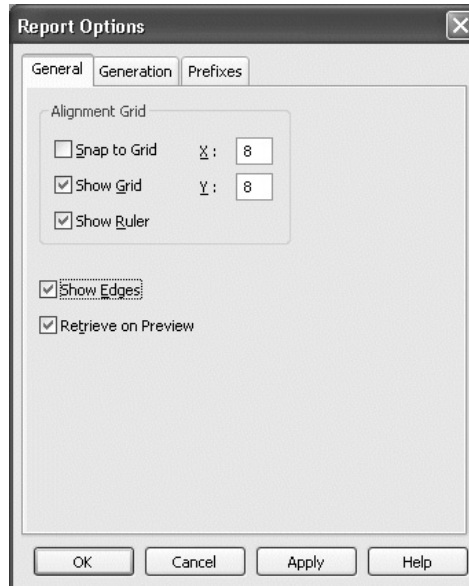 Report Options
General Generation Prefixes
Alignment Grid
Snap to Grid X : 8
Show Grid Y : 8
Show Ruler
Show Edges
Retrieve on Preview
OK Cancel Apply Help